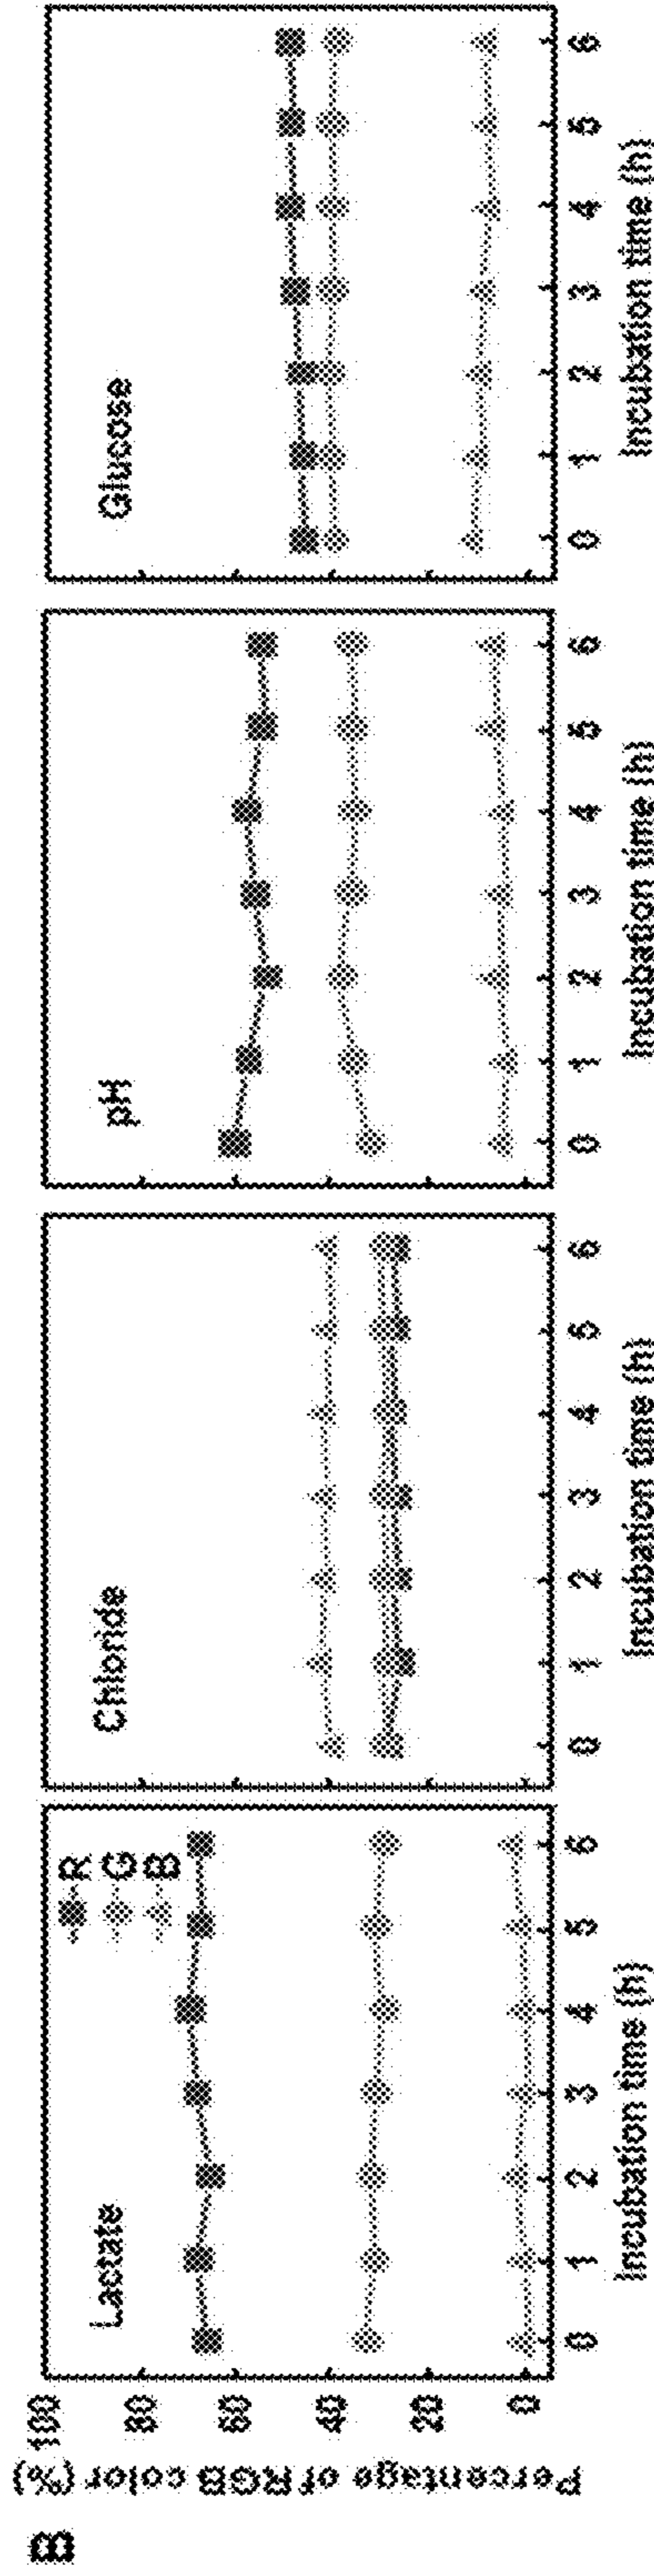 B
Percentage of RGB color (%)
100
80
60
40
20
0
Lactate
R
G
B
0 1 2 3 4 5 6
Incubation time (h)
Chloride
0 1 2 3 4 5 6
Incubation time (h)
pH
0 1 2 3 4 5 6
Incubation time (h)
Glucose
0 1 2 3 4 5 6
Incubation time (h)